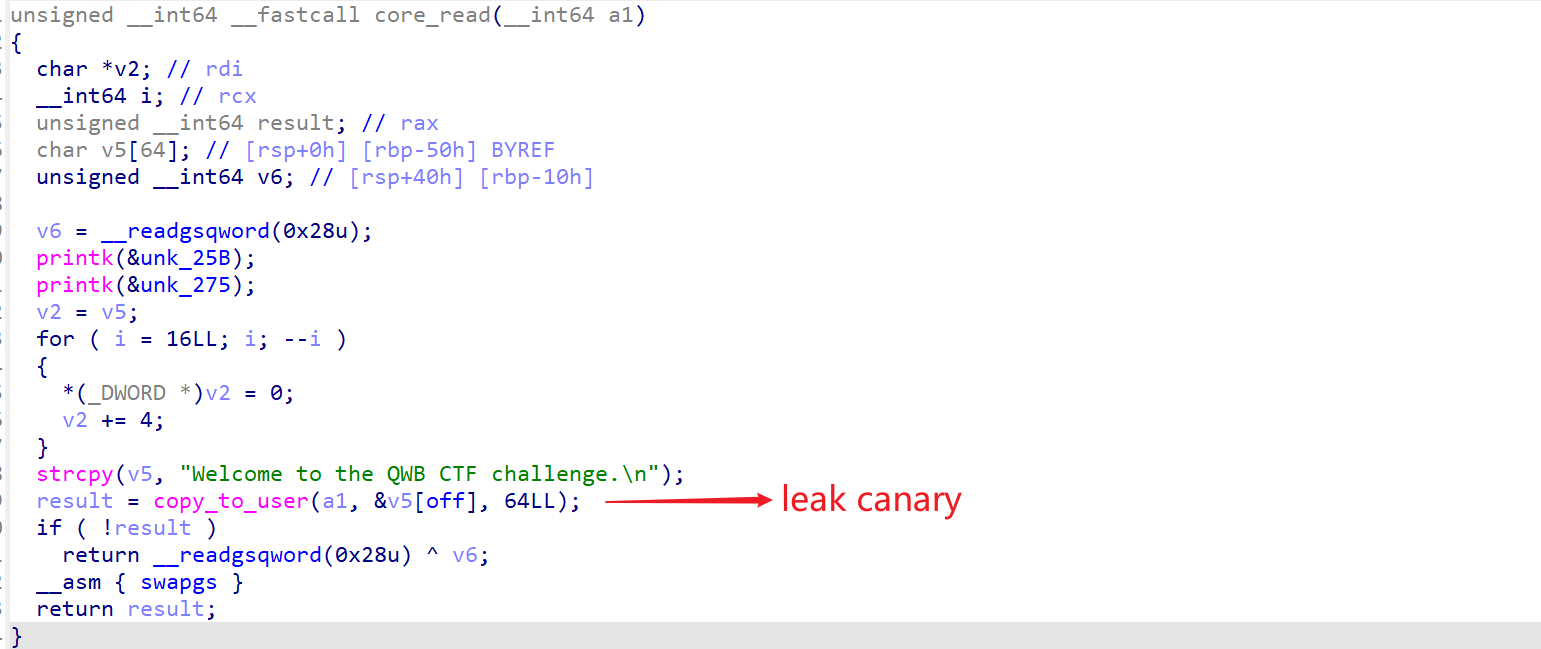 unsigned __int64 __fastcall core_read(__int64 a1)
{
  char *v2; // rdi
  __int64 i; // rcx
  unsigned __int64 result; // rax
  char v5[64]; // [rsp+0h] [rbp-50h] BYREF
  unsigned __int64 v6; // [rsp+40h] [rbp-10h]

  v6 = __readgsqword(0x28u);
  printk(&unk_25B);
  printk(&unk_275);
  v2 = v5;
  for ( i = 16LL; i; --i )
  {
    *(_DWORD *)v2 = 0;
    v2 += 4;
  }
  strcpy(v5, "Welcome to the QWB CTF challenge.\n");
  result = copy_to_user(a1, &v5[off], 64LL); leak canary
  if ( !result )
    return __readgsqword(0x28u) ^ v6;
  __asm { swapgs }
  return result;
}